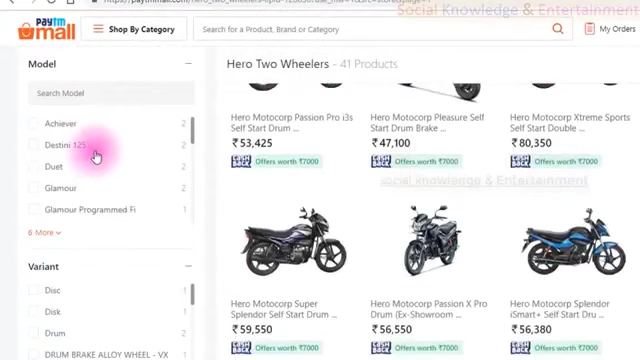 Social Knowledge & Entertainment
paytm mall
Shop By Category
Search for a Product, Brand or Category
My Orders
Model
Hero Two Wheelers - 41 Products
Search Model
Achiever 2
Destini 125 2
Duet 2
Glamour 2
Glamour Programmed Fi 1
6 More
Hero Motocorp Passion Pro i3s
Self Start Drum ...
₹53,425
Offers worth ₹7000
Hero Motocorp Pleasure Self
Start Drum Brake ...
₹47,100
Offers worth ₹7000
Hero Motocorp Xtreme Sports
Self Start Double ...
₹80,350
Offers worth ₹7000
social knowledge & Entertainment
Variant
Disc 1
Disk 1
Drum 2
DRUM BRAKE ALLOY WHEEL - VX 1
Hero Motocorp Super
Splendor Self Start Drum ...
₹59,550
Offers worth ₹7000
Hero Motocorp Passion X Pro
Drum (Ex-Showroom ...
₹56,550
Offers worth ₹7000
Hero Motocorp Splendor
iSmart+ Self Start Dru ...
₹56,380
Offers worth ₹7000